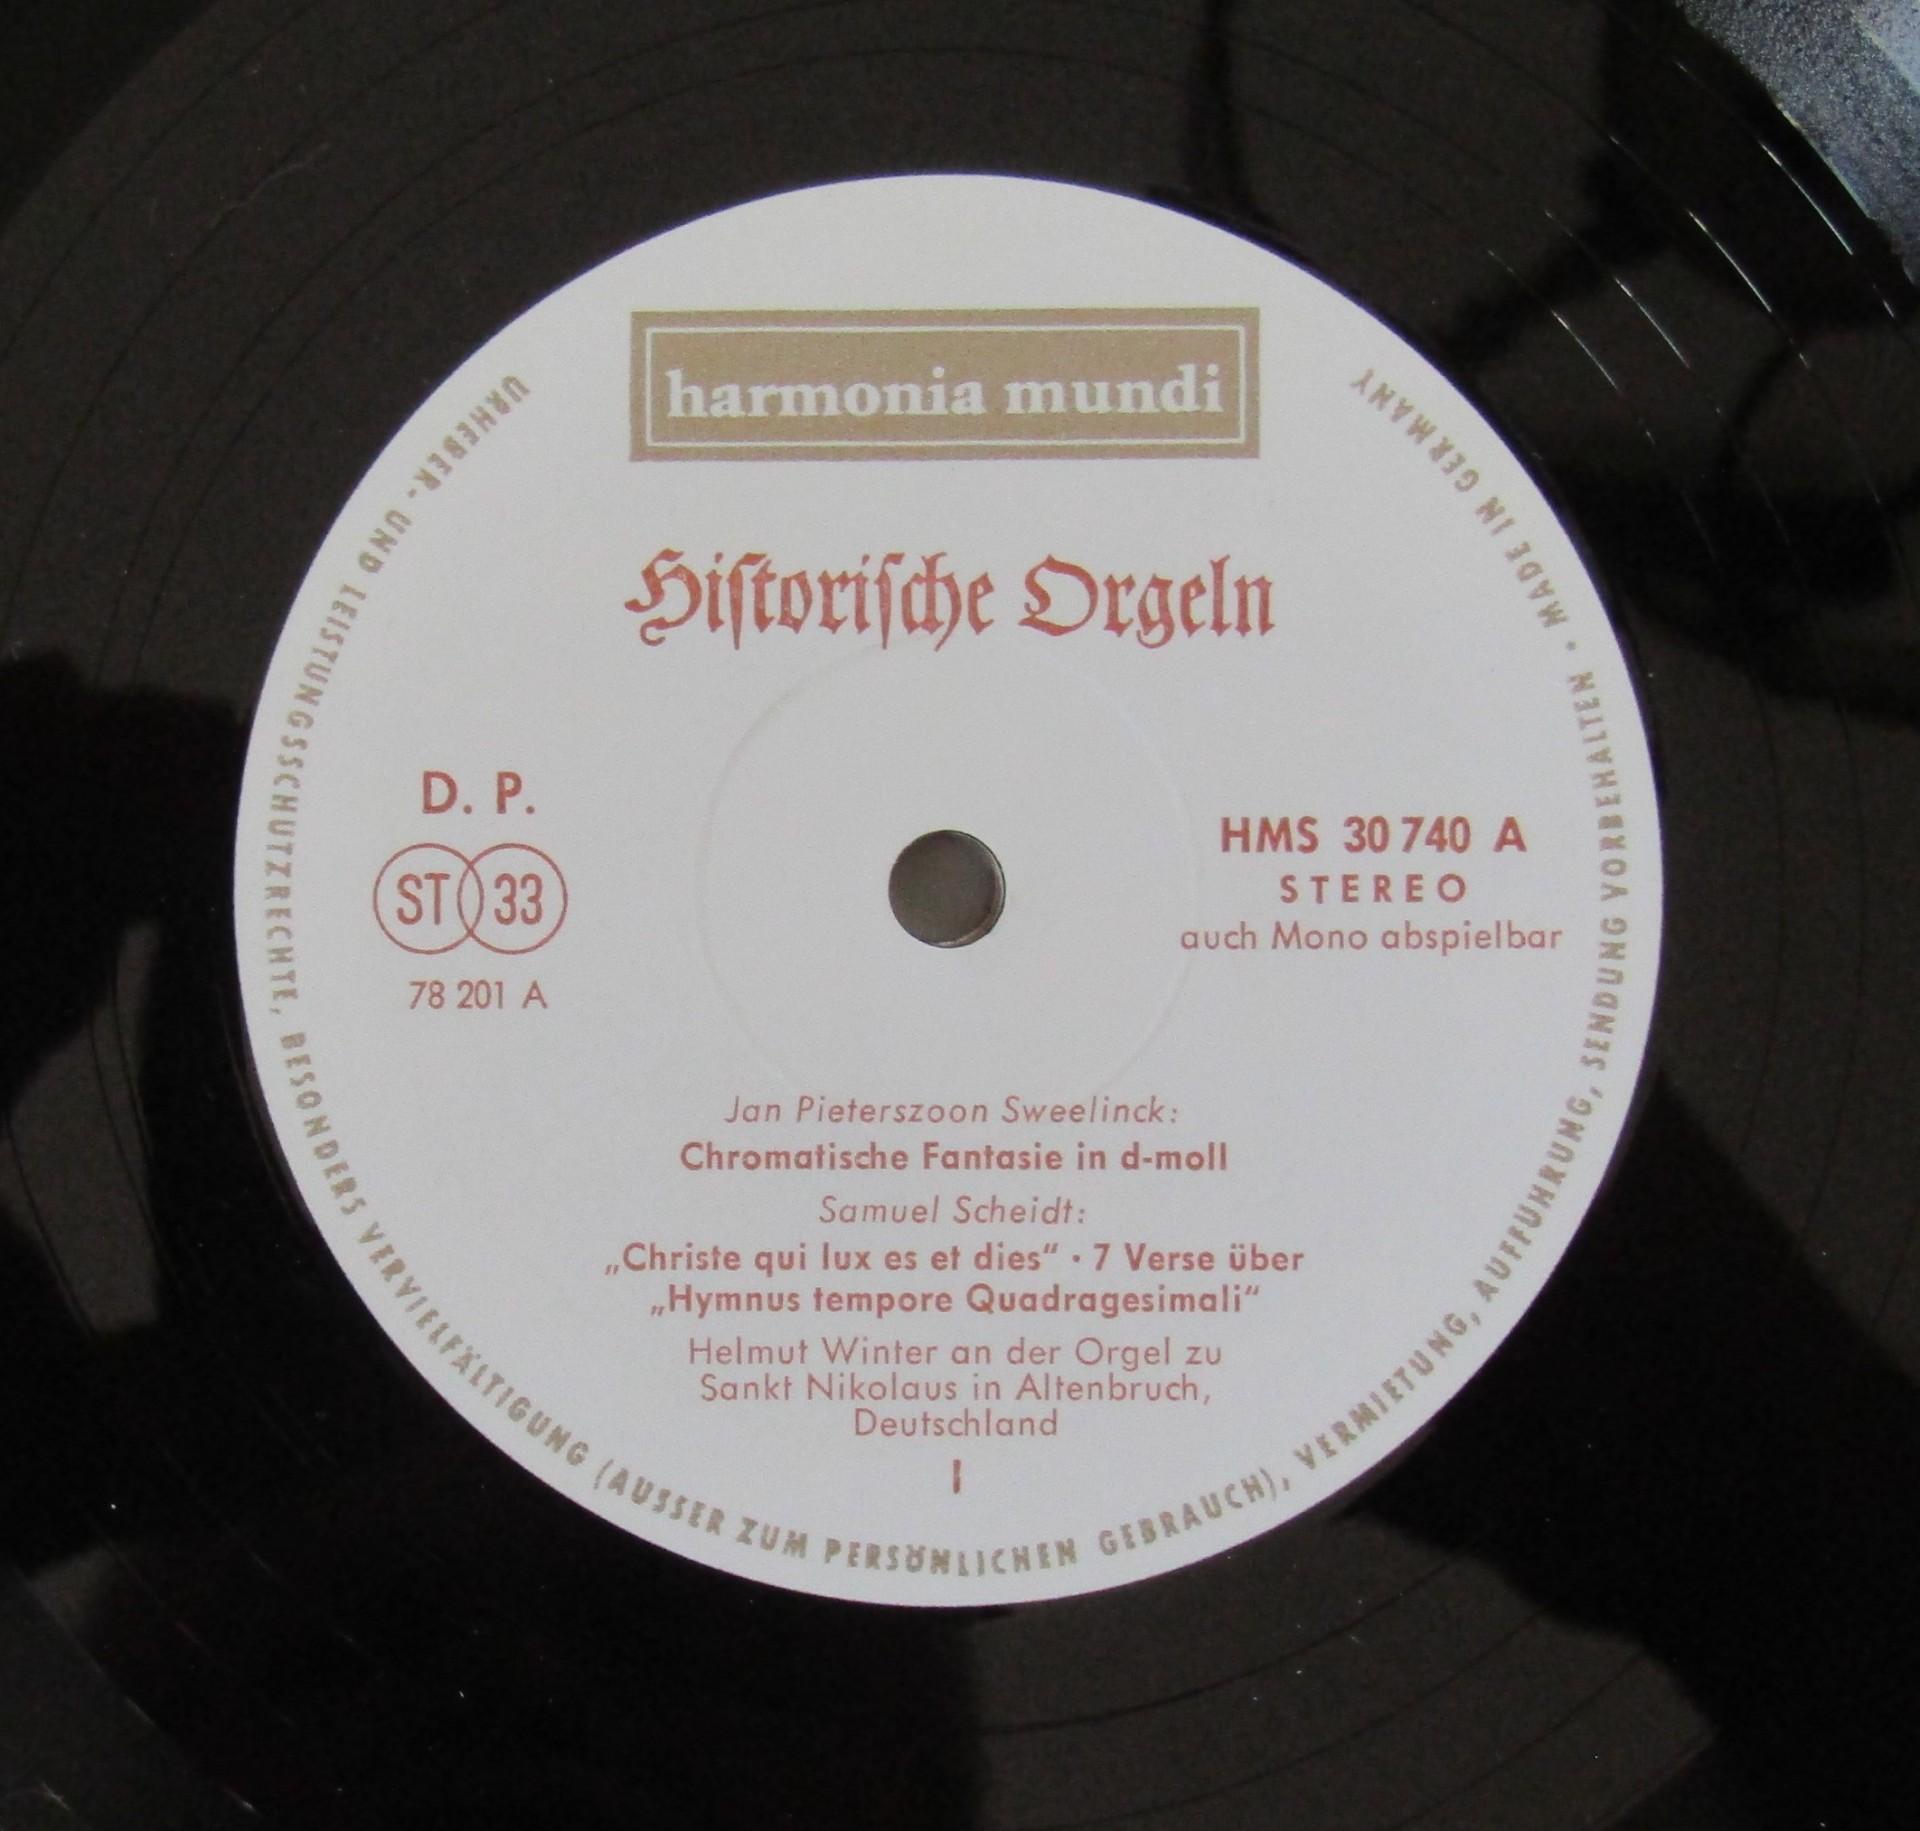 harmonia mundi
Hiſtoriſche Orgeln
D. P.
ST 33
78 201 A
HMS 30 740 A
STEREO
auch Mono abspielbar
Jan Pieterszoon Sweelinck:
Chromatische Fantasie in d-moll
Samuel Scheidt:
„Christe qui lux es et dies“ · 7 Verse über
„Hymnus tempore Quadragesimali“
Helmut Winter an der Orgel zu
Sankt Nikolaus in Altenbruch,
Deutschland
I
URHEBER- UND LEISTUNGSSCHUTZRECHTE, BESONDERS VERVIELFÄLTIGUNG (AUSSER ZUM PERSÖNLICHEN GEBRAUCH), VERMIETUNG, AUFFÜHRUNG, SENDUNG VORBEHALTEN · MADE IN GERMANY